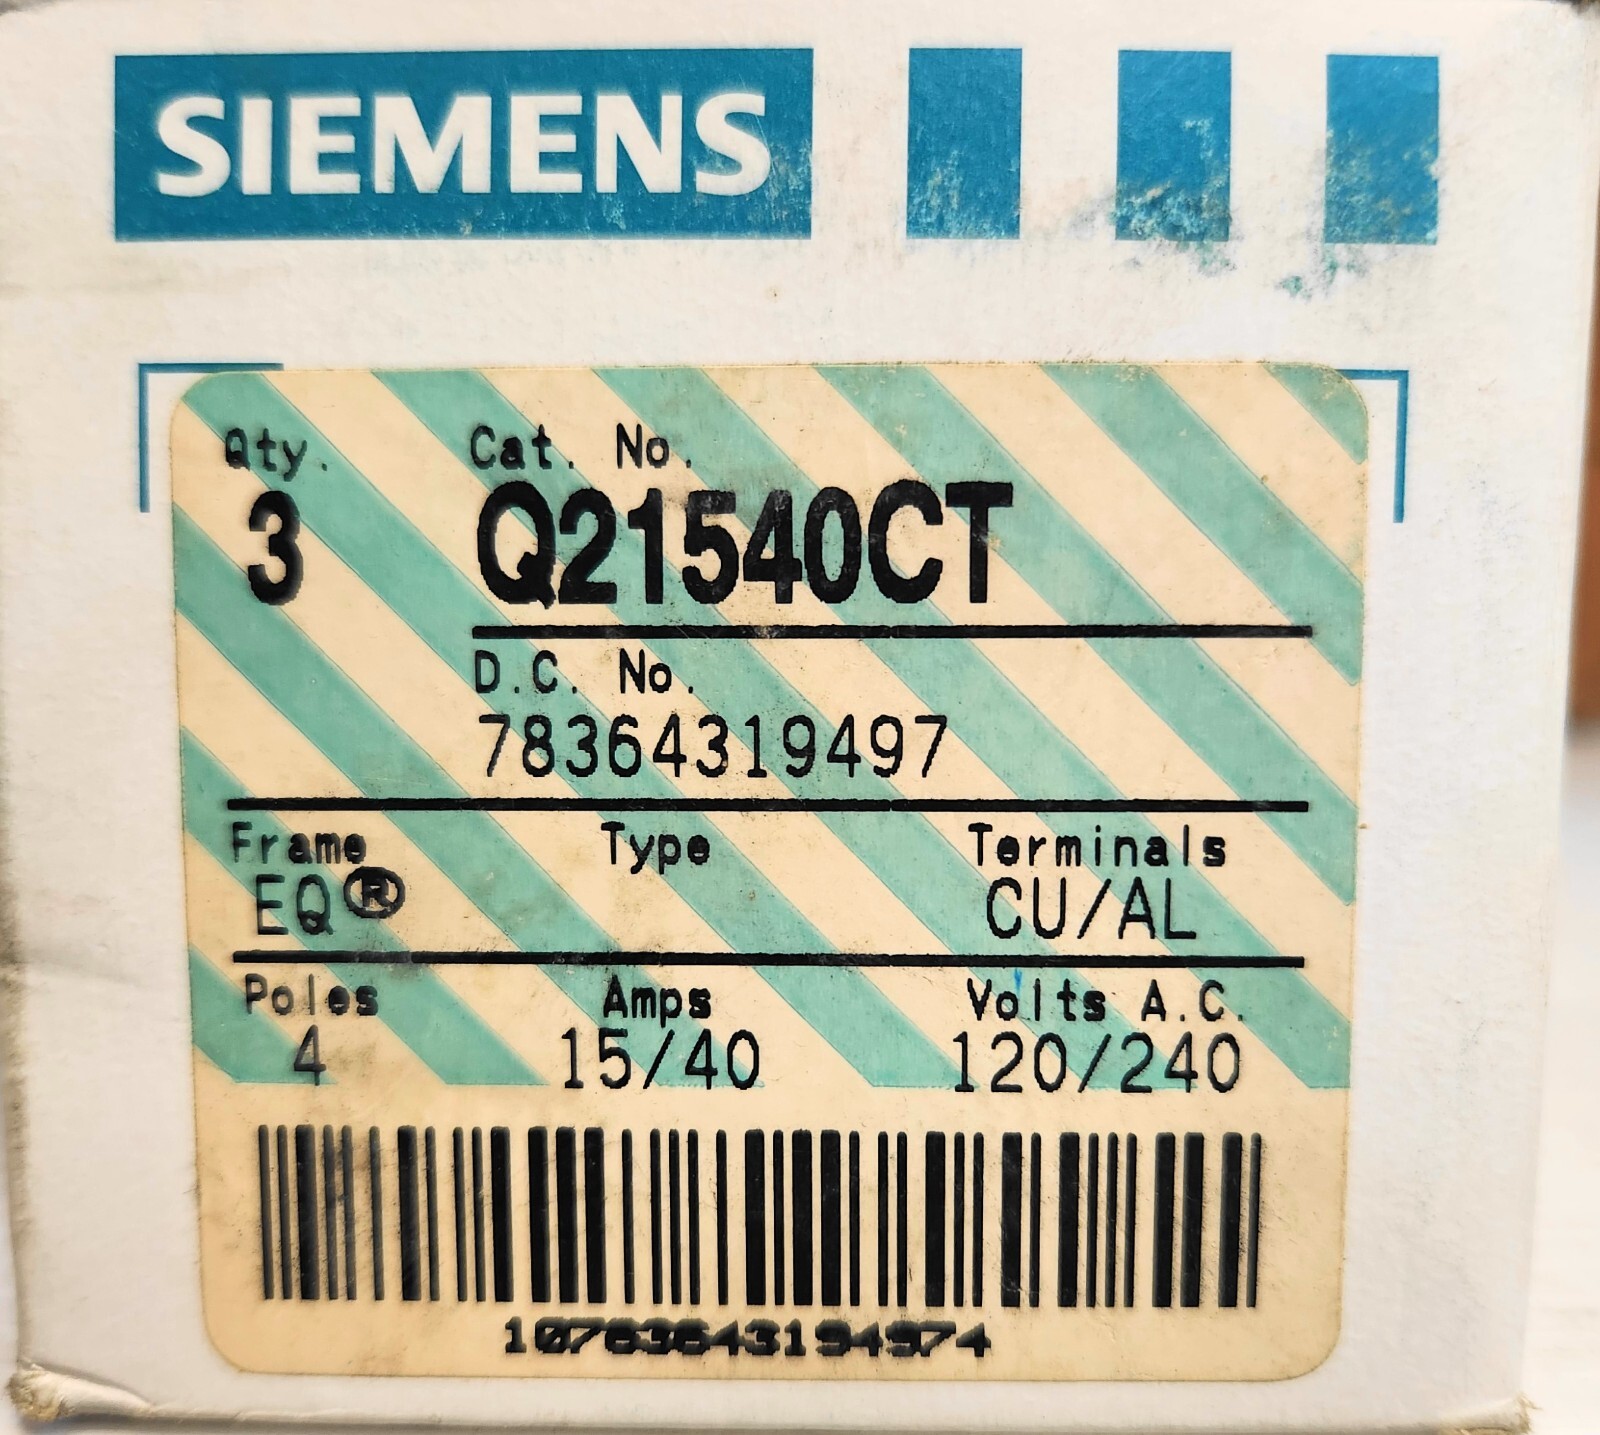 SIEMENS
Qty. Cat. No.
3 Q21540CT
D.C. No.
78364319497
Frame Type Terminals
EQ® CU/AL
Poles Amps Volts A.C.
4 15/40 120/240
10783643194974